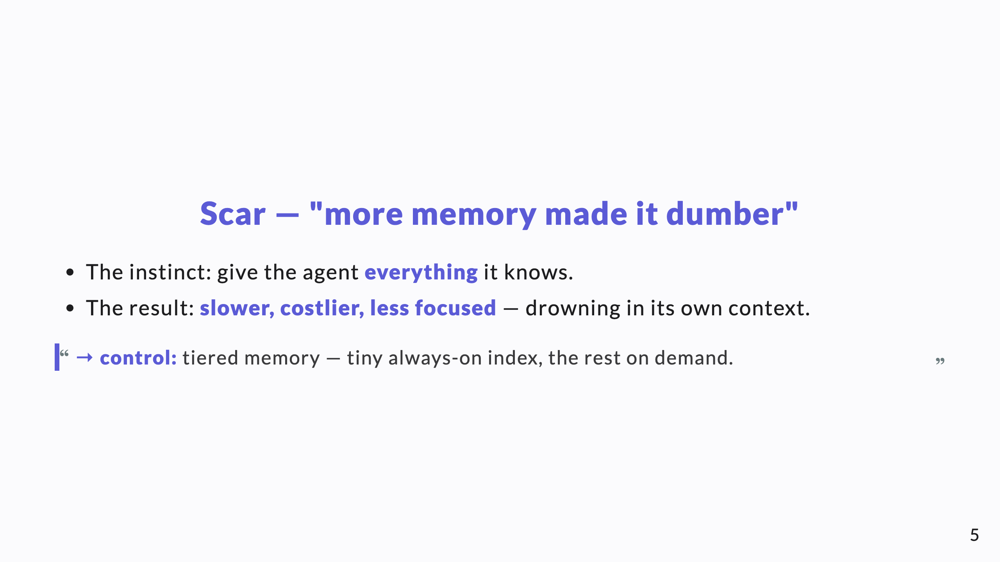 Scar — "more memory made it dumber"
• The instinct: give the agent everything it knows.
• The result: slower, costlier, less focused — drowning in its own context.
“ → control: tiered memory — tiny always-on index, the rest on demand. ”
5